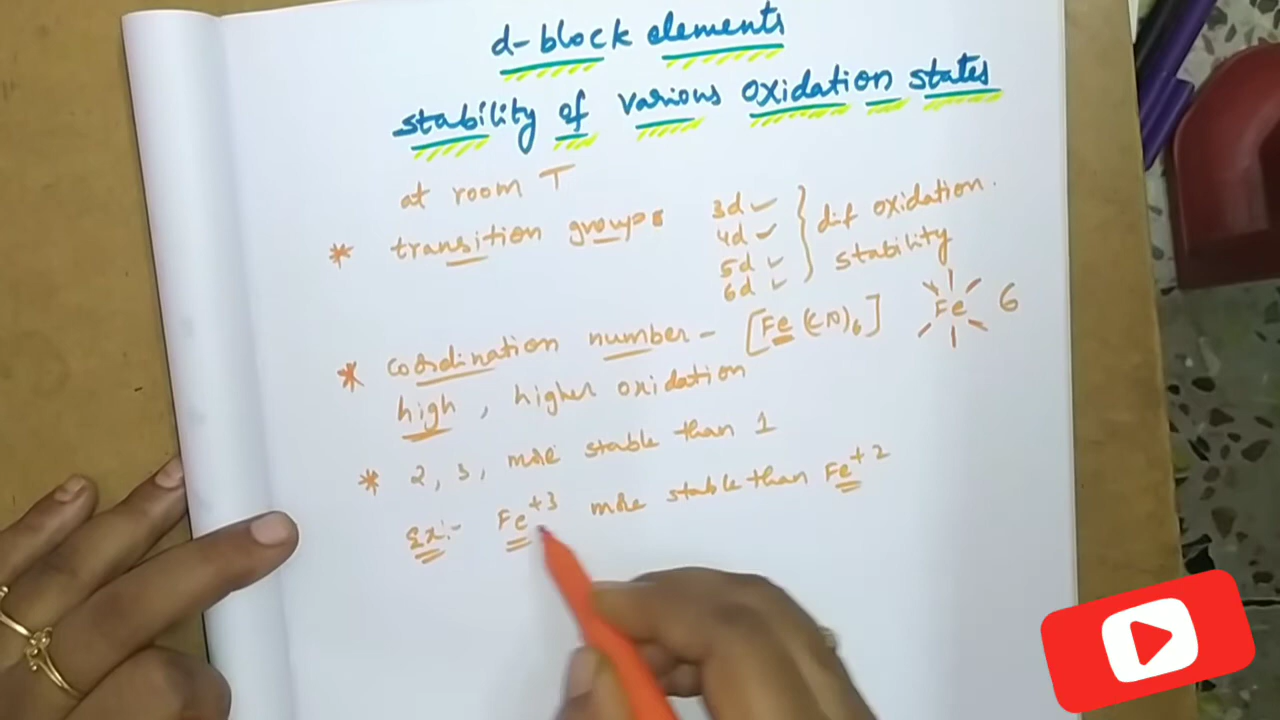 d-block elements
stability of various oxidation states
at room T
* transition groups
3d ✓
4d ✓
5d ✓
6d ✓
dif oxidation.
stability
* coordination number - [Fe (CN)6] Fe 6
high, higher oxidation
* 2, 3, more stable than 1
Ex:- Fe+3 more stable than Fe+2